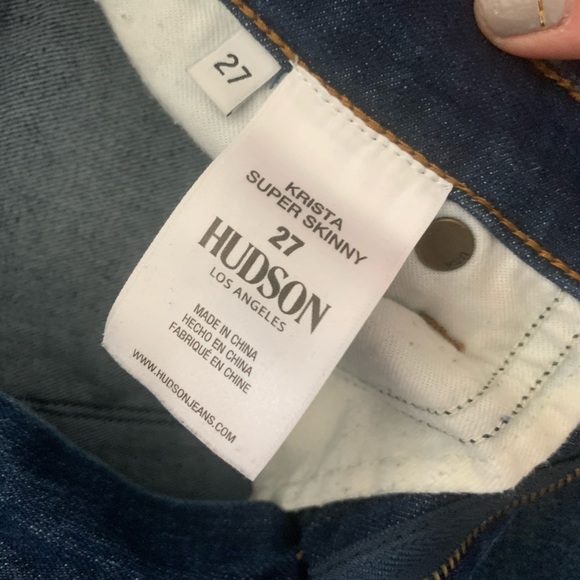 27
KRISTA
SUPER SKINNY
27
HUDSON
LOS ANGELES
MADE IN CHINA
HECHO EN CHINA
FABRIQUÉ EN CHINE
WWW.HUDSONJEANS.COM